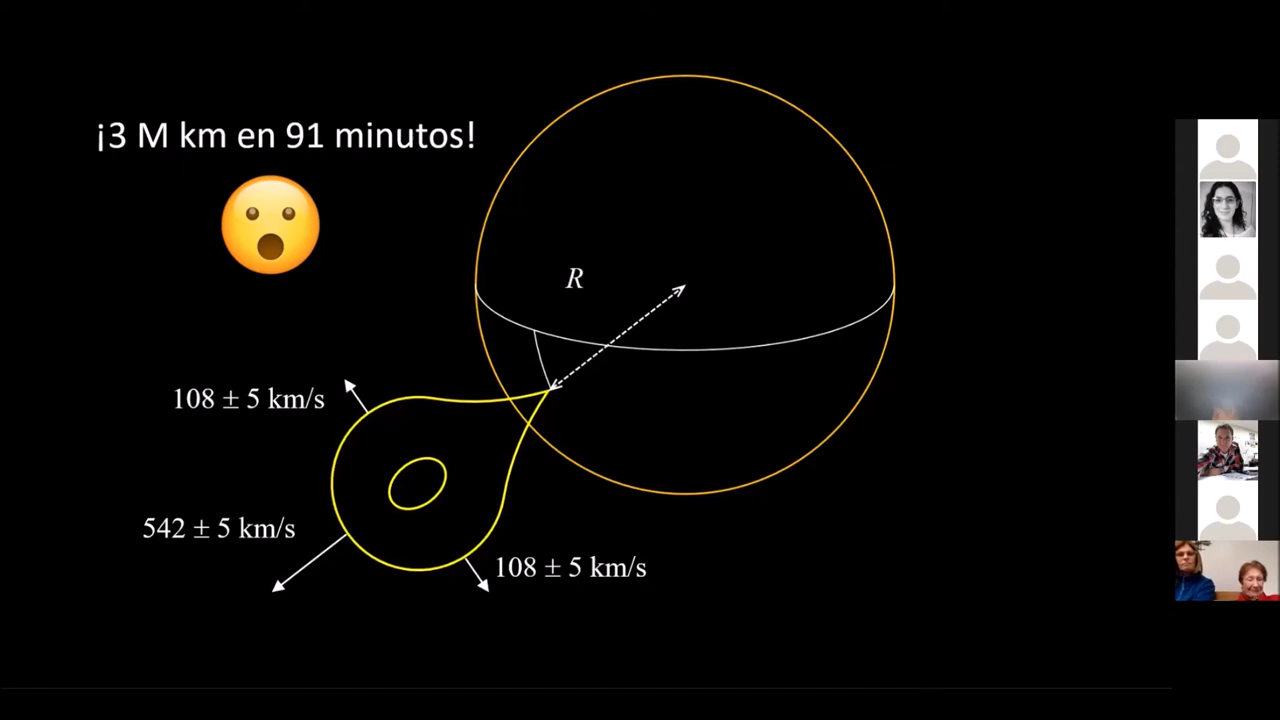 ¡3 M km en 91 minutos!
R
108 ± 5 km/s
542 ± 5 km/s
108 ± 5 km/s